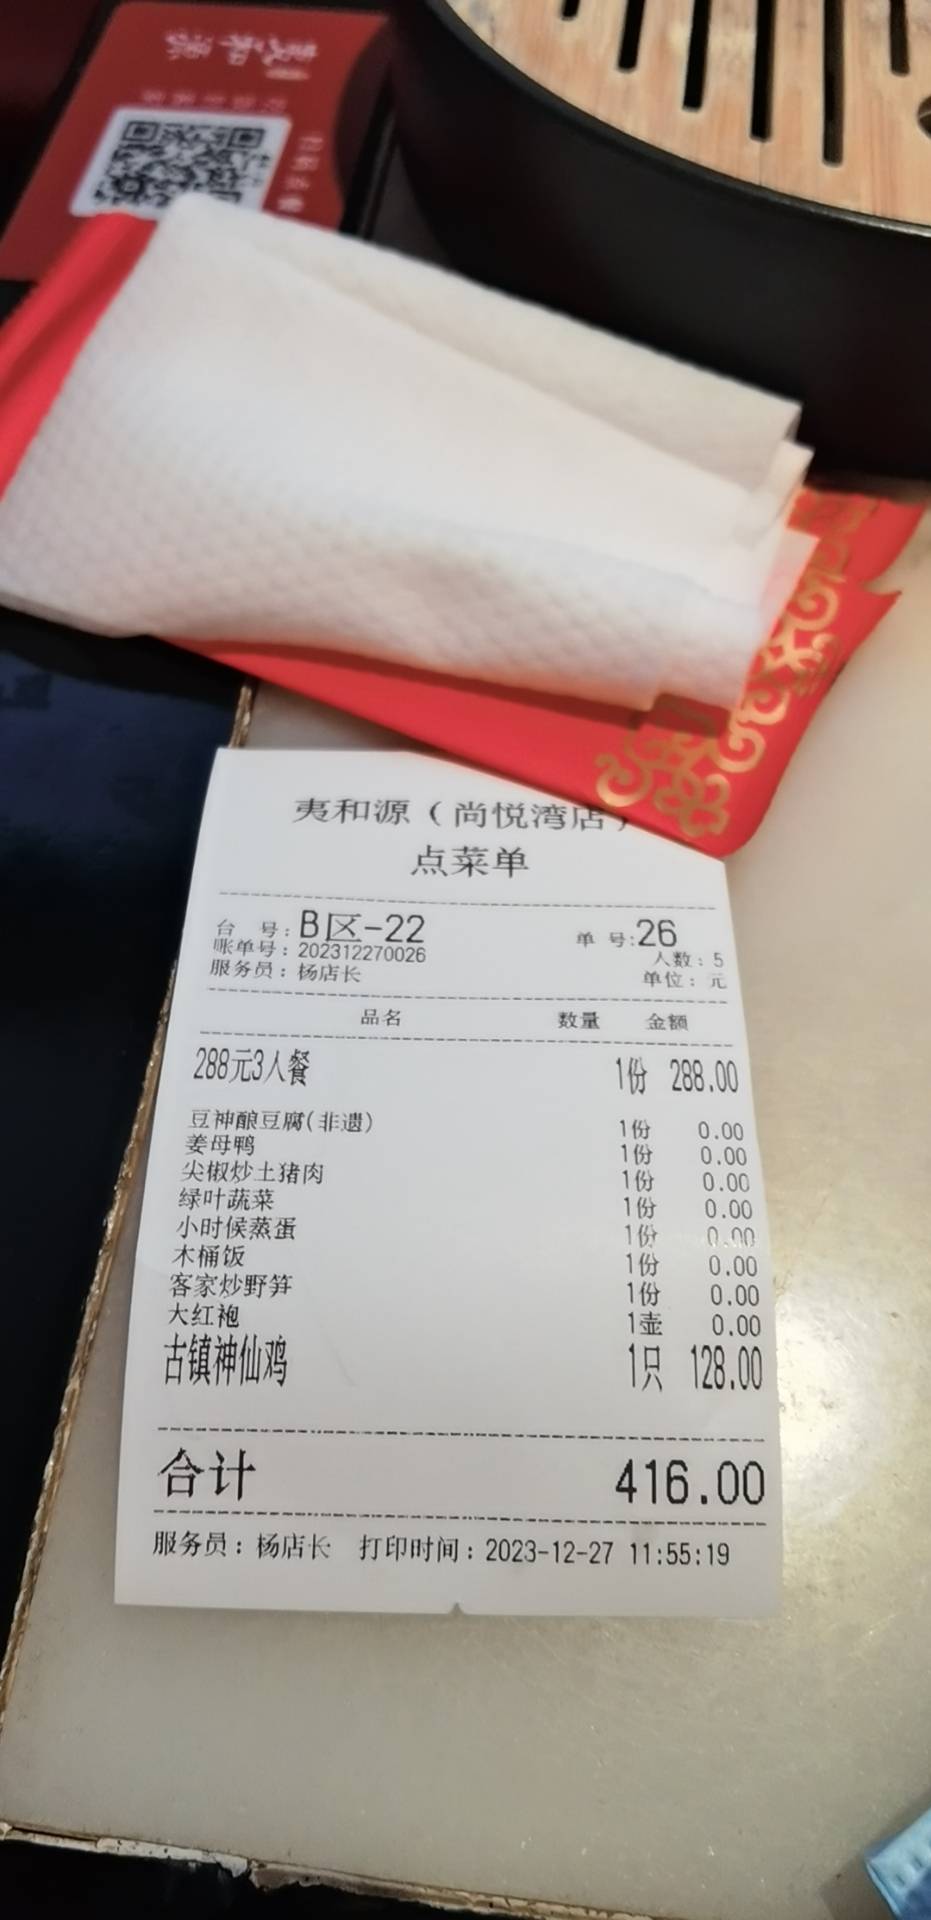 夷和源
夷和源（尚悦湾店）
点菜单
台 号: B区-22 单 号:26
账单号: 202312270026 人数: 5
服务员: 杨店长 单位: 元
品名 数量 金额
288元3人餐 1份 288.00
豆神酿豆腐(非遗) 1份 0.00
姜母鸭 1份 0.00
尖椒炒土猪肉 1份 0.00
绿叶蔬菜 1份 0.00
小时候蒸蛋 1份 0.00
木桶饭 1份 0.00
客家炒野笋 1份 0.00
大红袍 1壶 0.00
古镇神仙鸡 1只 128.00
合计 416.00
服务员: 杨店长 打印时间: 2023-12-27 11:55:19